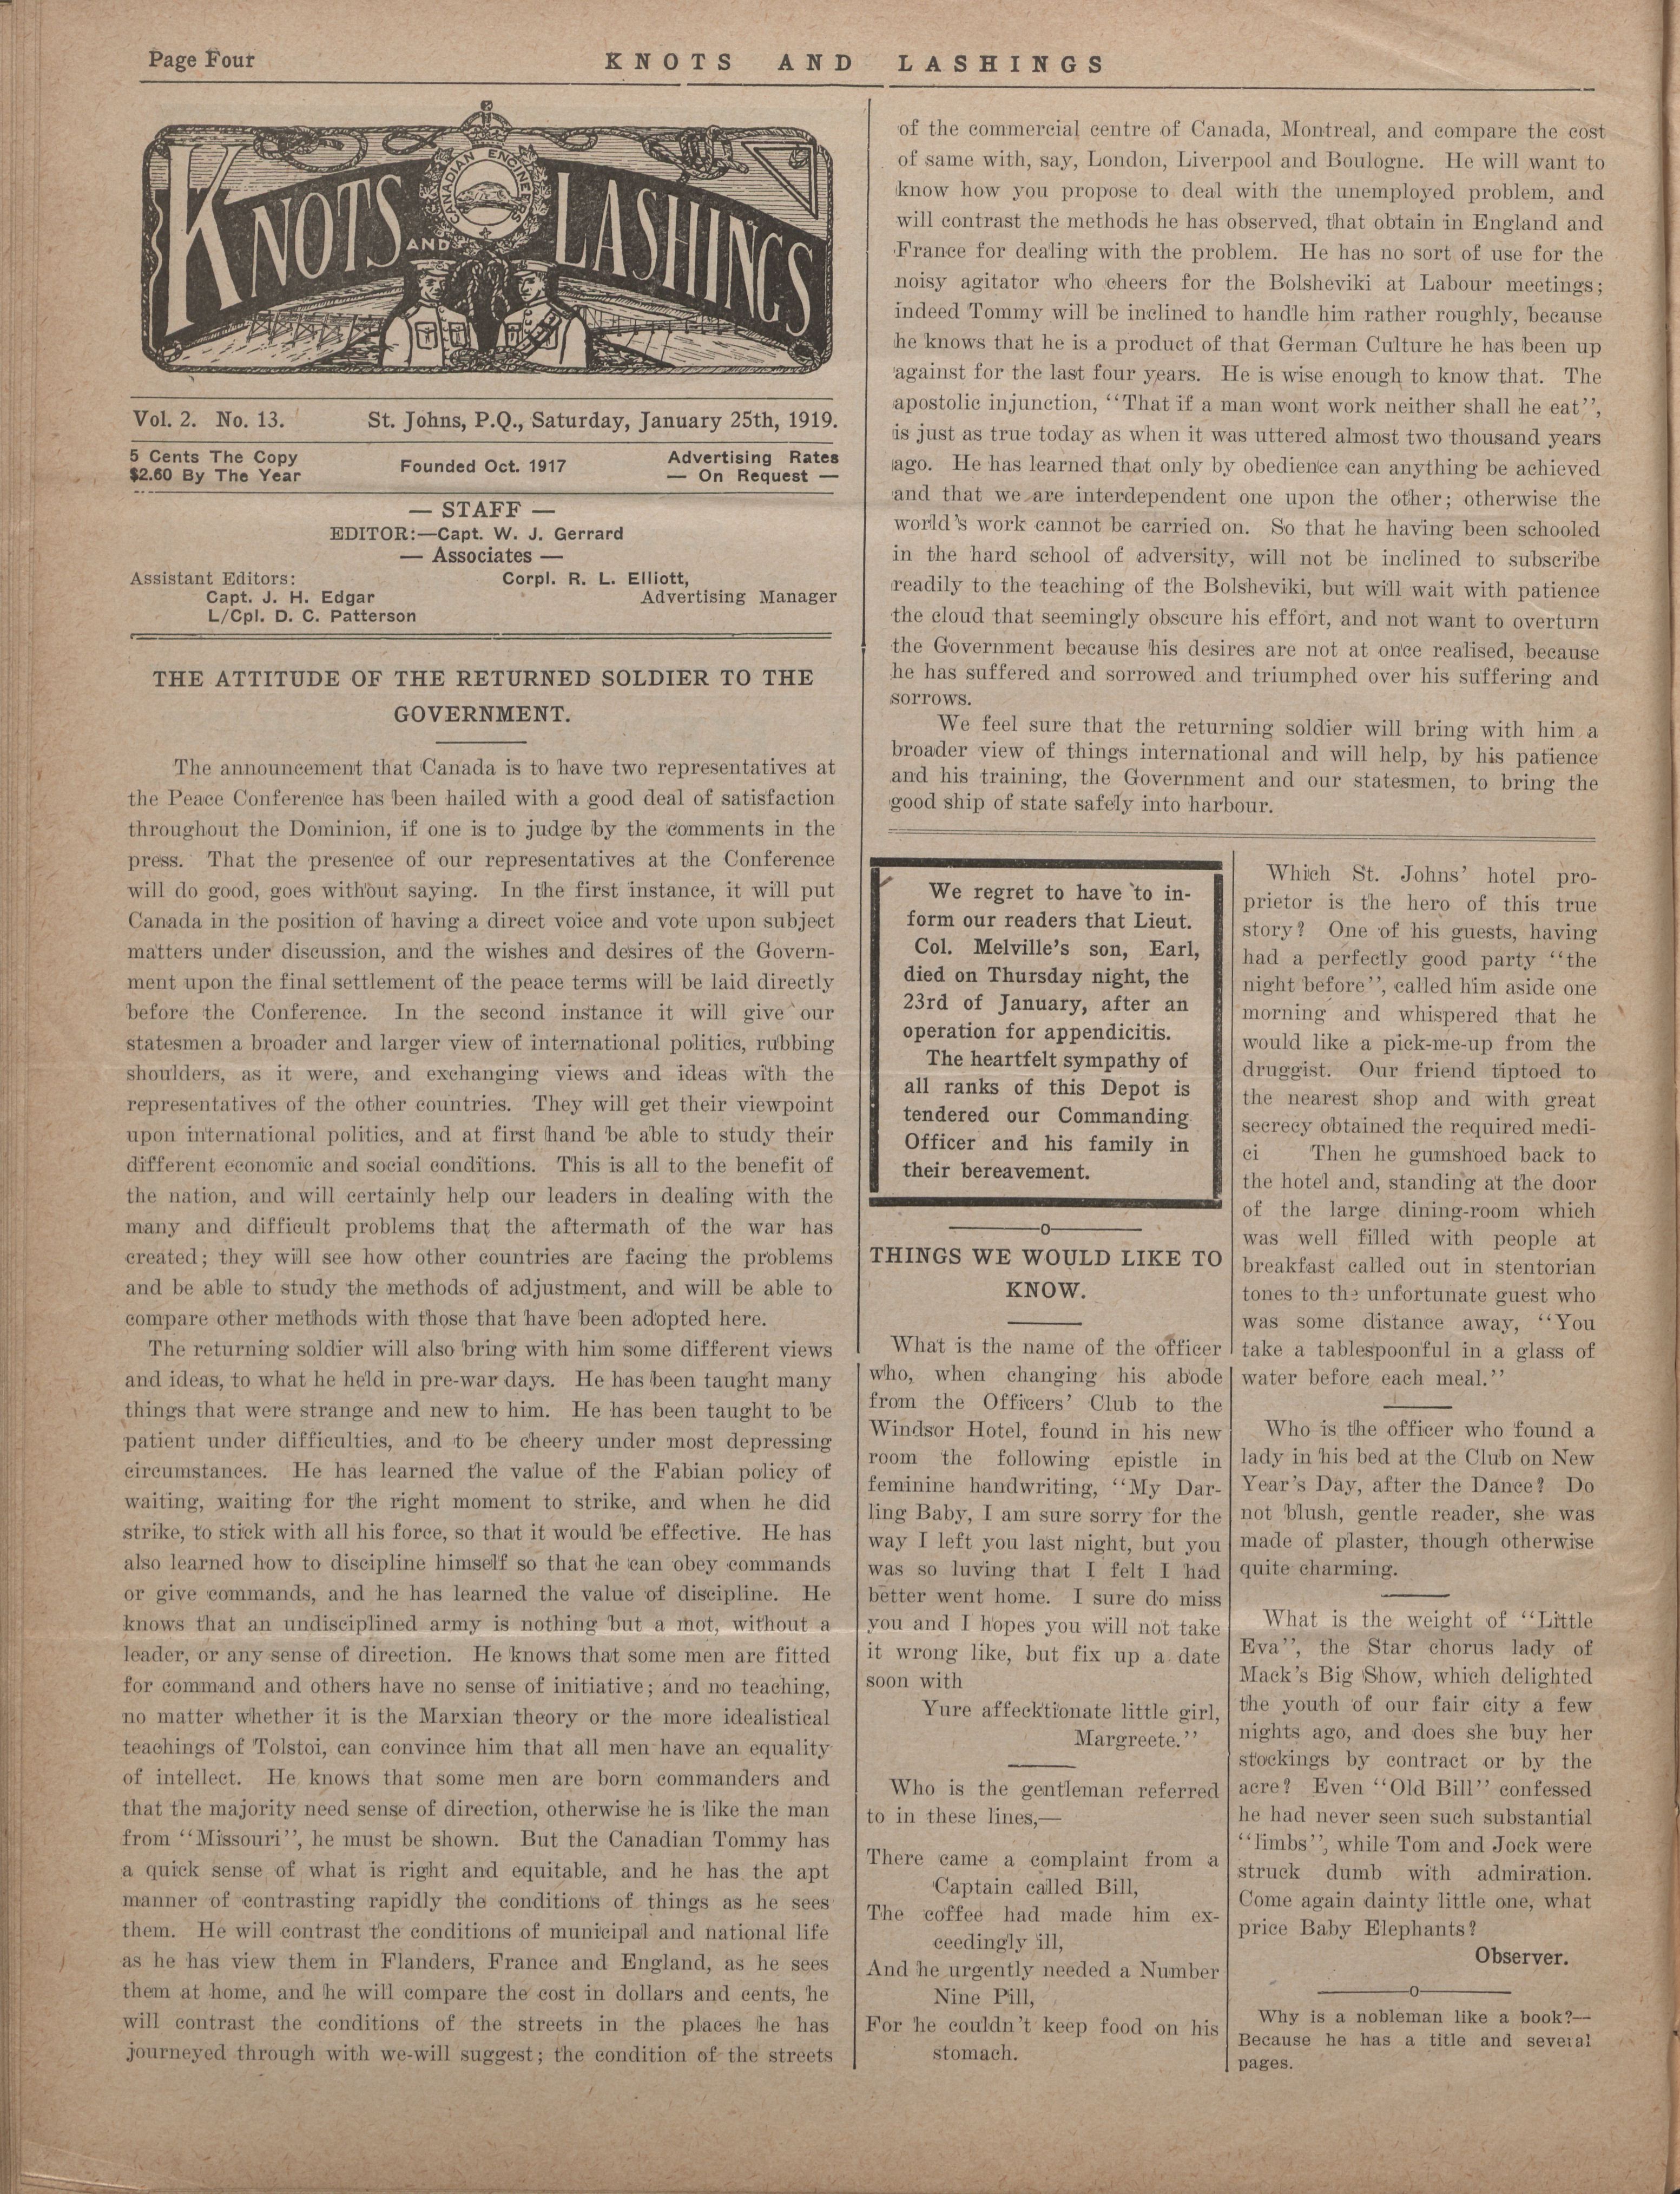 Page Four
KNOTS AND LASHINGS
KNOTS AND LASHINGS
CANADIAN ENGINEERS
Vol. 2. No. 13. St. Johns, P.Q., Saturday, January 25th, 1919.
5 Cents The Copy
$2.60 By The Year
Founded Oct. 1917
Advertising Rates
— On Request —
— STAFF —
EDITOR:—Capt. W. J. Gerrard
— Associates —
Assistant Editors:
Capt. J. H. Edgar
L/Cpl. D. C. Patterson
Corpl. R. L. Elliott,
Advertising Manager
THE ATTITUDE OF THE RETURNED SOLDIER TO THE
GOVERNMENT.
The announcement that Canada is to have two representatives at
the Peace Conference has been hailed with a good deal of satisfaction
throughout the Dominion, if one is to judge by the comments in the
press. That the presence of our representatives at the Conference
will do good, goes without saying. In the first instance, it will put
Canada in the position of having a direct voice and vote upon subject
matters under discussion, and the wishes and desires of the Govern-
ment upon the final settlement of the peace terms will be laid directly
before the Conference. In the second instance it will give our
statesmen a broader and larger view of international politics, rubbing
shoulders, as it were, and exchanging views and ideas with the
representatives of the other countries. They will get their viewpoint
upon international politics, and at first hand be able to study their
different economic and social conditions. This is all to the benefit of
the nation, and will certainly help our leaders in dealing with the
many and difficult problems that the aftermath of the war has
created; they will see how other countries are facing the problems
and be able to study the methods of adjustment, and will be able to
compare other methods with those that have been adopted here.
The returning soldier will also bring with him some different views
and ideas, to what he held in pre-war days. He has been taught many
things that were strange and new to him. He has been taught to be
patient under difficulties, and to be cheery under most depressing
circumstances. He has learned the value of the Fabian policy of
waiting, waiting for the right moment to strike, and when he did
strike, to stick with all his force, so that it would be effective. He has
also learned how to discipline himself so that he can obey commands
or give commands, and he has learned the value of discipline. He
knows that an undisciplined army is nothing but a mot, without a
leader, or any sense of direction. He knows that some men are fitted
for command and others have no sense of initiative; and no teaching,
no matter whether it is the Marxian theory or the more idealistical
teachings of Tolstoi, can convince him that all men have an equality
of intellect. He knows that some men are born commanders and
that the majority need sense of direction, otherwise he is like the man
from "Missouri", he must be shown. But the Canadian Tommy has
a quick sense of what is right and equitable, and he has the apt
manner of contrasting rapidly the conditions of things as he sees
them. He will contrast the conditions of municipal and national life
as he has view them in Flanders, France and England, as he sees
them at home, and he will compare the cost in dollars and cents, he
will contrast the conditions of the streets in the places he has
journeyed through with we-will suggest; the condition of the streets
of the commercial centre of Canada, Montreal, and compare the cost
of same with, say, London, Liverpool and Boulogne. He will want to
know how you propose to deal with the unemployed problem, and
will contrast the methods he has observed, that obtain in England and
France for dealing with the problem. He has no sort of use for the
noisy agitator who cheers for the Bolsheviki at Labour meetings;
indeed Tommy will be inclined to handle him rather roughly, because
he knows that he is a product of that German Culture he has been up
against for the last four years. He is wise enough to know that. The
apostolic injunction, "That if a man wont work neither shall he eat",
is just as true today as when it was uttered almost two thousand years
ago. He has learned that only by obedience can anything be achieved
and that we are interdependent one upon the other; otherwise the
world's work cannot be carried on. So that he having been schooled
in the hard school of adversity, will not be inclined to subscribe
readily to the teaching of the Bolsheviki, but will wait with patience
the cloud that seemingly obscure his effort, and not want to overturn
the Government because his desires are not at once realised, because
he has suffered and sorrowed and triumphed over his suffering and
sorrows.
We feel sure that the returning soldier will bring with him a
broader view of things international and will help, by his patience
and his training, the Government and our statesmen, to bring the
good ship of state safely into harbour.
We regret to have to in-
form our readers that Lieut.
Col. Melville's son, Earl,
died on Thursday night, the
23rd of January, after an
operation for appendicitis.
The heartfelt sympathy of
all ranks of this Depot is
tendered our Commanding
Officer and his family in
their bereavement.
THINGS WE WOULD LIKE TO
KNOW.
What is the name of the officer
who, when changing his abode
from the Officers' Club to the
Windsor Hotel, found in his new
room the following epistle in
feminine handwriting, "My Dar-
ling Baby, I am sure sorry for the
way I left you last night, but you
was so luving that I felt I had
better went home. I sure do miss
you and I hopes you will not take
it wrong like, but fix up a date
soon with
Yure affecktionate little girl,
Margreete."
Who is the gentleman referred
to in these lines,—
There came a complaint from a
Captain called Bill,
The coffee had made him ex-
ceedingly ill,
And he urgently needed a Number
Nine Pill,
For he couldn't keep food on his
stomach.
Which St. Johns' hotel pro-
prietor is the hero of this true
story? One of his guests, having
had a perfectly good party "the
night before", called him aside one
morning and whispered that he
would like a pick-me-up from the
druggist. Our friend tiptoed to
the nearest shop and with great
secrecy obtained the required medi-
ci Then he gumshoed back to
the hotel and, standing at the door
of the large dining-room which
was well filled with people at
breakfast called out in stentorian
tones to the unfortunate guest who
was some distance away, "You
take a tablespoonful in a glass of
water before each meal."
Who is the officer who found a
lady in his bed at the Club on New
Year's Day, after the Dance? Do
not blush, gentle reader, she was
made of plaster, though otherwise
quite charming.
What is the weight of "Little
Eva", the Star chorus lady of
Mack's Big Show, which delighted
the youth of our fair city a few
nights ago, and does she buy her
stockings by contract or by the
acre? Even "Old Bill" confessed
he had never seen such substantial
"limbs", while Tom and Jock were
struck dumb with admiration.
Come again dainty little one, what
price Baby Elephants?
Observer.
Why is a nobleman like a book?—
Because he has a title and several
pages.